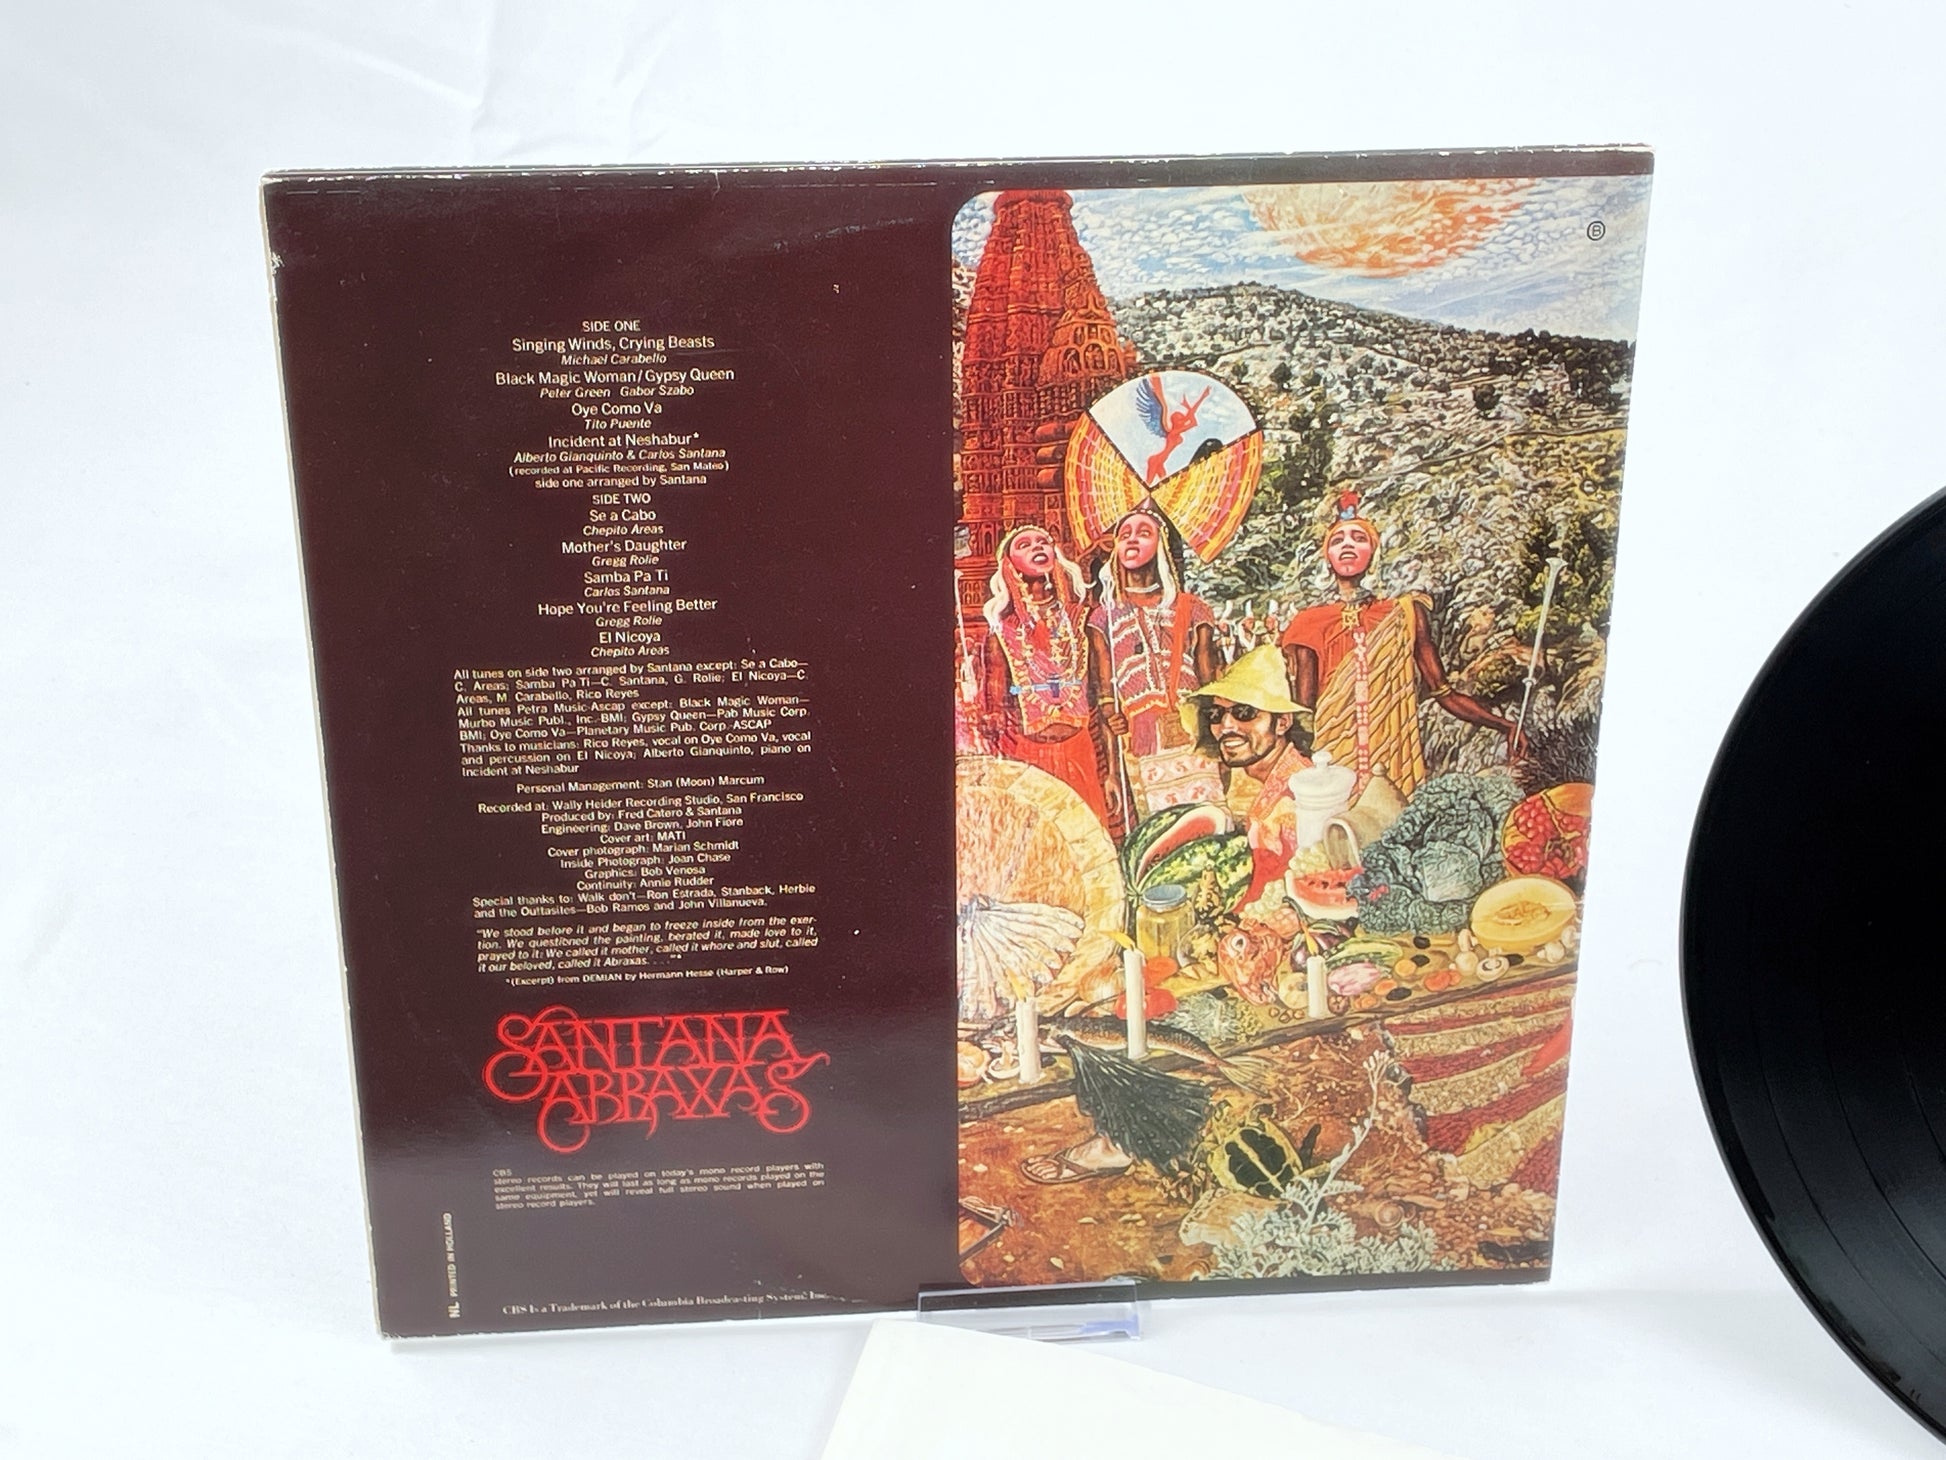 SIDE ONE
Singing Winds, Crying Beasts
Michael Carabello
Black Magic Woman/Gypsy Queen
Peter Green Gabor Szabo
Oye Como Va
Tito Puente
Incident at Neshabur*
Alberto Gianquinto & Carlos Santana
(recorded at Pacific Recording, San Mateo)
side one arranged by Santana
SIDE TWO
Se a Cabo
Chepito Areas
Mother's Daughter
Gregg Rolie
Samba Pa Ti
Carlos Santana
Hope You're Feeling Better
Gregg Rolie
El Nicoya
Chepito Areas
All tunes on side two arranged by Santana except: Se a Cabo—
C. Areas; Samba Pa Ti—C. Santana, G. Rolie; El Nicoya—C.
Areas, M. Carabello, Rico Reyes
All tunes Petra Music-Ascap except: Black Magic Woman—
Murbo Music Publ., Inc.-BMI; Gypsy Queen—Pab Music Corp.
BMI; Oye Como Va—Planetary Music Pub. Corp.-ASCAP
Thanks to musicians: Rico Reyes, vocal on Oye Como Va, vocal
and percussion on El Nicoya; Alberto Gianquinto, piano on
Incident at Neshabur
Personal Management: Stan (Moon) Marcum
Recorded at: Wally Heider Recording Studio, San Francisco
Produced by: Fred Catero & Santana
Engineering: Dave Brown, John Fiore
Cover art: MATI
Cover photograph: Marian Schmidt
Inside Photograph: Joan Chase
Graphics: Bob Venosa
Continuity: Annie Rudder
Special thanks to: Walk don't—Ron Estrada, Stanback, Herbie
and the Outtasites—Bob Ramos and John Villanueva.
"We stood before it and began to freeze inside from the exer-
tion. We questioned the painting, berated it, made love to it,
prayed to it: We called it mother, called it whore and slut, called
it our beloved, called it Abraxas. . . ."*
*(Excerpt) from DEMIAN by Hermann Hesse (Harper & Row)
SANTANA
ABRAXAS
CBS
stereo records can be played on today's mono record players with
excellent results. They will last as long as mono records played on the
same equipment, yet will reveal full stereo sound when played on
stereo record players.
NL PRINTED IN HOLLAND
CBS is a Trademark of the Columbia Broadcasting System, Inc.
B